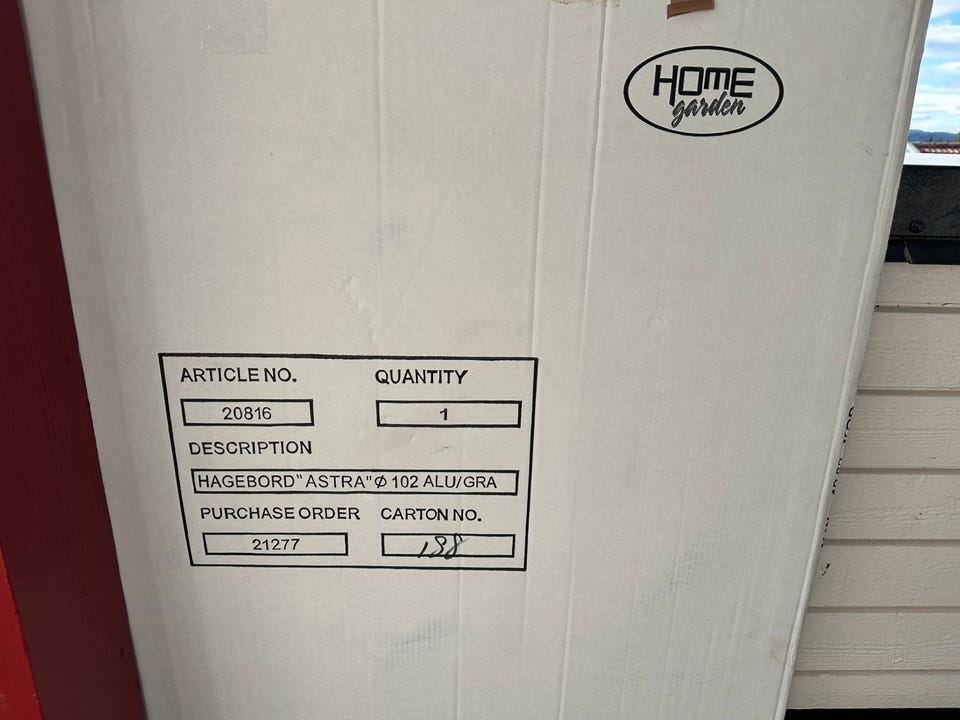 HOME
garden
ARTICLE NO. QUANTITY
20816 1
DESCRIPTION
HAGEBORD"ASTRA"Ø 102 ALU/GRA
PURCHASE ORDER CARTON NO.
21277 188